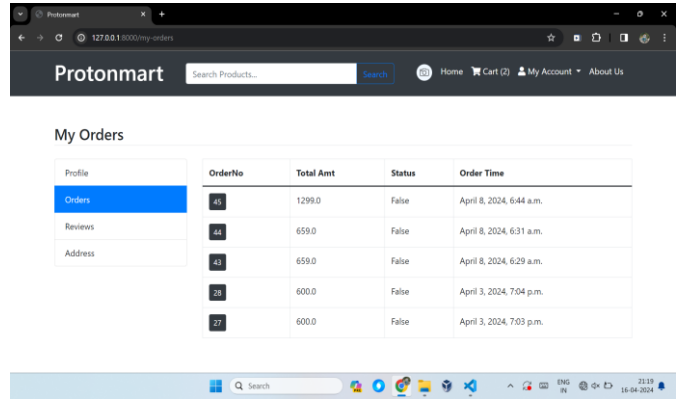 Protonmart
127.0.0.1:8000/my-orders
Protonmart
Search Products...
Search
Home
Cart (2)
My Account
About Us
My Orders
Profile
Orders
Reviews
Address
OrderNo Total Amt Status Order Time
45 1299.0 False April 8, 2024, 6:44 a.m.
44 659.0 False April 8, 2024, 6:31 a.m.
43 659.0 False April 8, 2024, 6:29 a.m.
28 600.0 False April 3, 2024, 7:04 p.m.
27 600.0 False April 3, 2024, 7:03 p.m.
Search
ENG
IN
21:19
16-04-2024